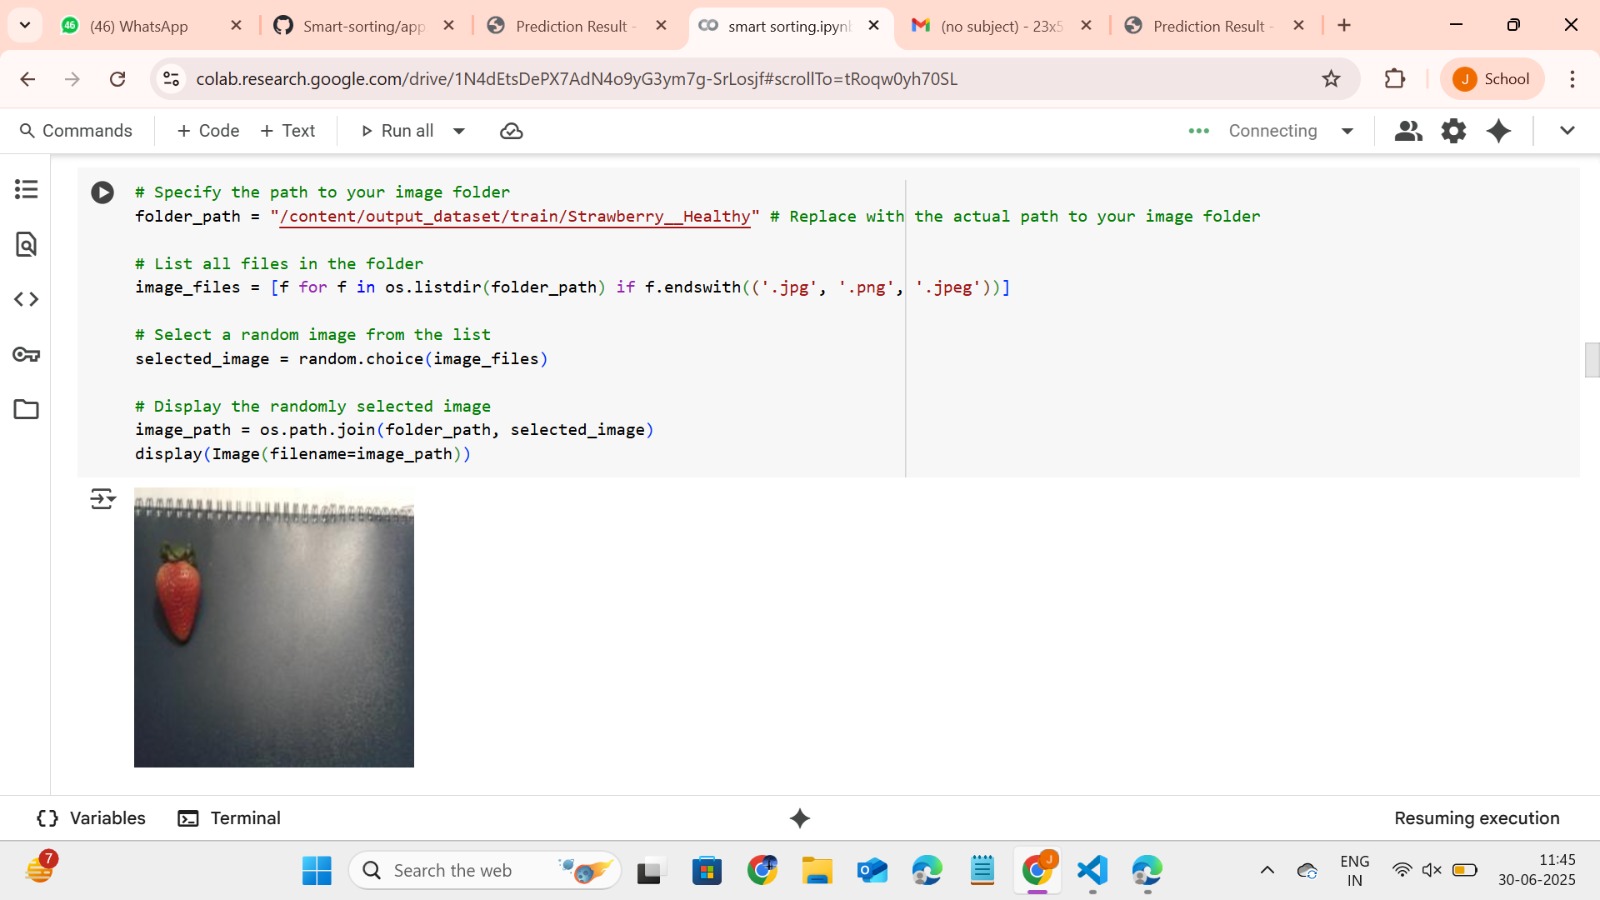 (46) WhatsApp
Smart-sorting/app
Prediction Result -
smart sorting.ipynb
(no subject) - 23x5
Prediction Result -
colab.research.google.com/drive/1N4dEtsDePX7AdN4o9yG3ym7g-SrLosjf#scrollTo=tRoqw0yh70SL
J School
Commands
+ Code + Text
Run all
Connecting
# Specify the path to your image folder
folder_path = "/content/output_dataset/train/Strawberry__Healthy" # Replace with the actual path to your image folder
# List all files in the folder
image_files = [f for f in os.listdir(folder_path) if f.endswith(('.jpg', '.png', '.jpeg'))]
# Select a random image from the list
selected_image = random.choice(image_files)
# Display the randomly selected image
image_path = os.path.join(folder_path, selected_image)
display(Image(filename=image_path))
{} Variables
Terminal
Resuming execution
7
Search the web
J
ENG
IN
11:45
30-06-2025